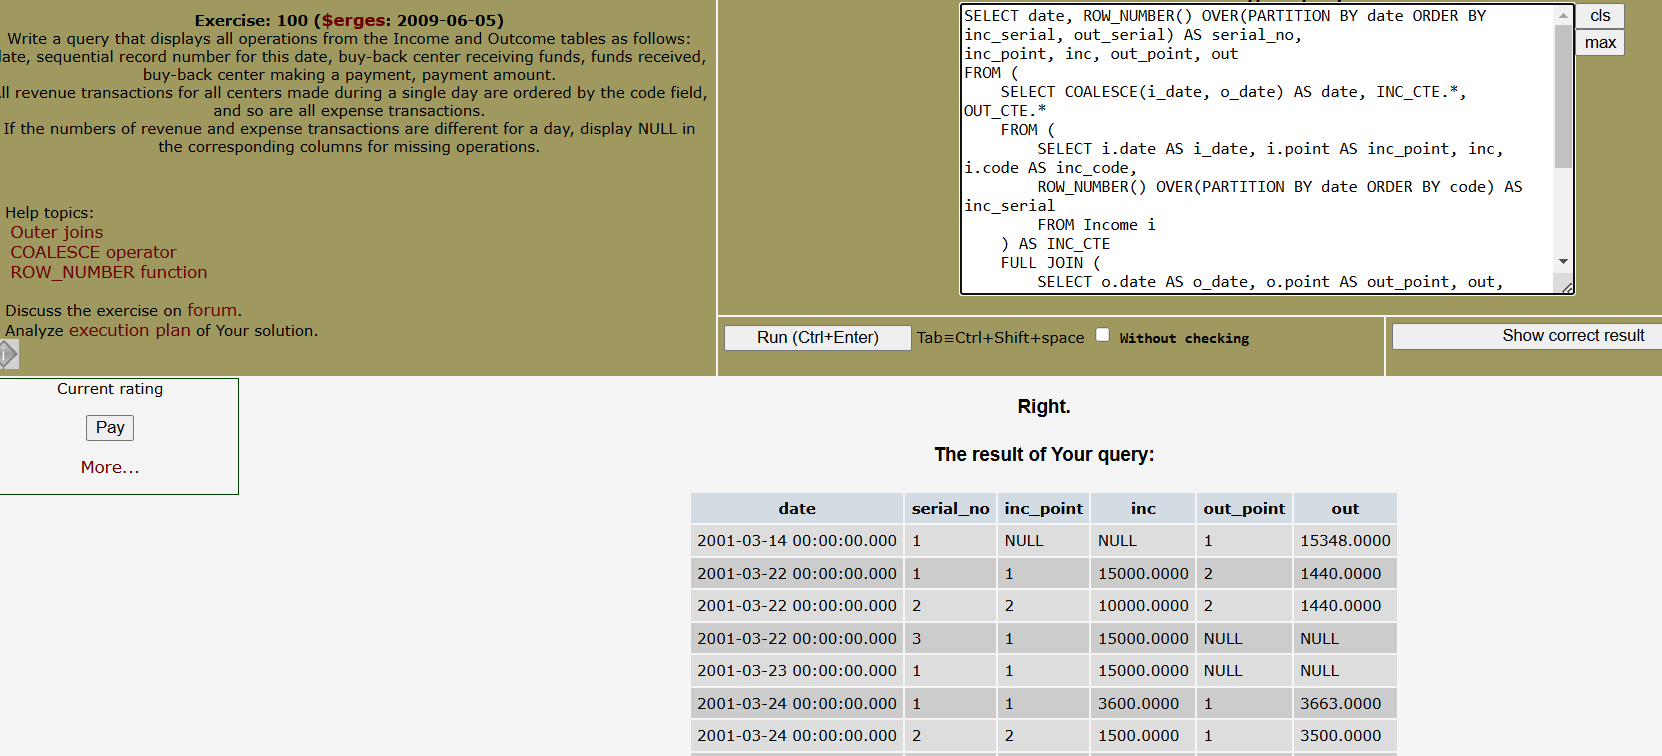 Exercise: 100 ($erges: 2009-06-05)
Write a query that displays all operations from the Income and Outcome tables as follows:
late, sequential record number for this date, buy-back center receiving funds, funds received,
buy-back center making a payment, payment amount.
ll revenue transactions for all centers made during a single day are ordered by the code field,
and so are all expense transactions.
If the numbers of revenue and expense transactions are different for a day, display NULL in
the corresponding columns for missing operations.
Help topics:
Outer joins
COALESCE operator
ROW_NUMBER function
Discuss the exercise on forum.
Analyze execution plan of Your solution.
SELECT date, ROW_NUMBER() OVER(PARTITION BY date ORDER BY
inc_serial, out_serial) AS serial_no,
inc_point, inc, out_point, out
FROM (
SELECT COALESCE(i_date, o_date) AS date, INC_CTE.*,
OUT_CTE.*
FROM (
SELECT i.date AS i_date, i.point AS inc_point, inc,
i.code AS inc_code,
ROW_NUMBER() OVER(PARTITION BY date ORDER BY code) AS
inc_serial
FROM Income i
) AS INC_CTE
FULL JOIN (
SELECT o.date AS o_date, o.point AS out_point, out,
cls
max
Run (Ctrl+Enter) Tab≡Ctrl+Shift+space Without checking
Show correct result
Current rating
Pay
More...
Right.
The result of Your query:
date serial_no inc_point inc out_point out
2001-03-14 00:00:00.000 1 NULL NULL 1 15348.0000
2001-03-22 00:00:00.000 1 1 15000.0000 2 1440.0000
2001-03-22 00:00:00.000 2 2 10000.0000 2 1440.0000
2001-03-22 00:00:00.000 3 1 15000.0000 NULL NULL
2001-03-23 00:00:00.000 1 1 15000.0000 NULL NULL
2001-03-24 00:00:00.000 1 1 3600.0000 1 3663.0000
2001-03-24 00:00:00.000 2 2 1500.0000 1 3500.0000